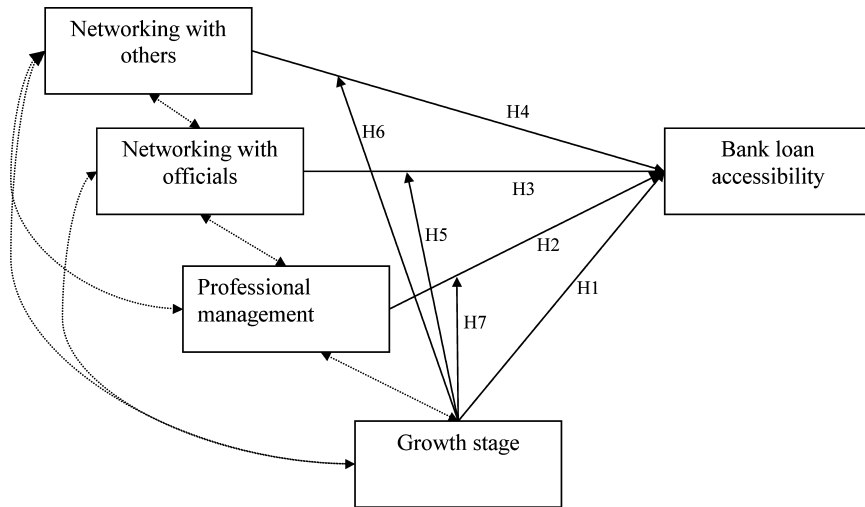 Networking with
others
H4
H6
Networking with
officials
Bank loan
accessibility
H3
H5
H2
Professional
management
H1
H7
Growth stage